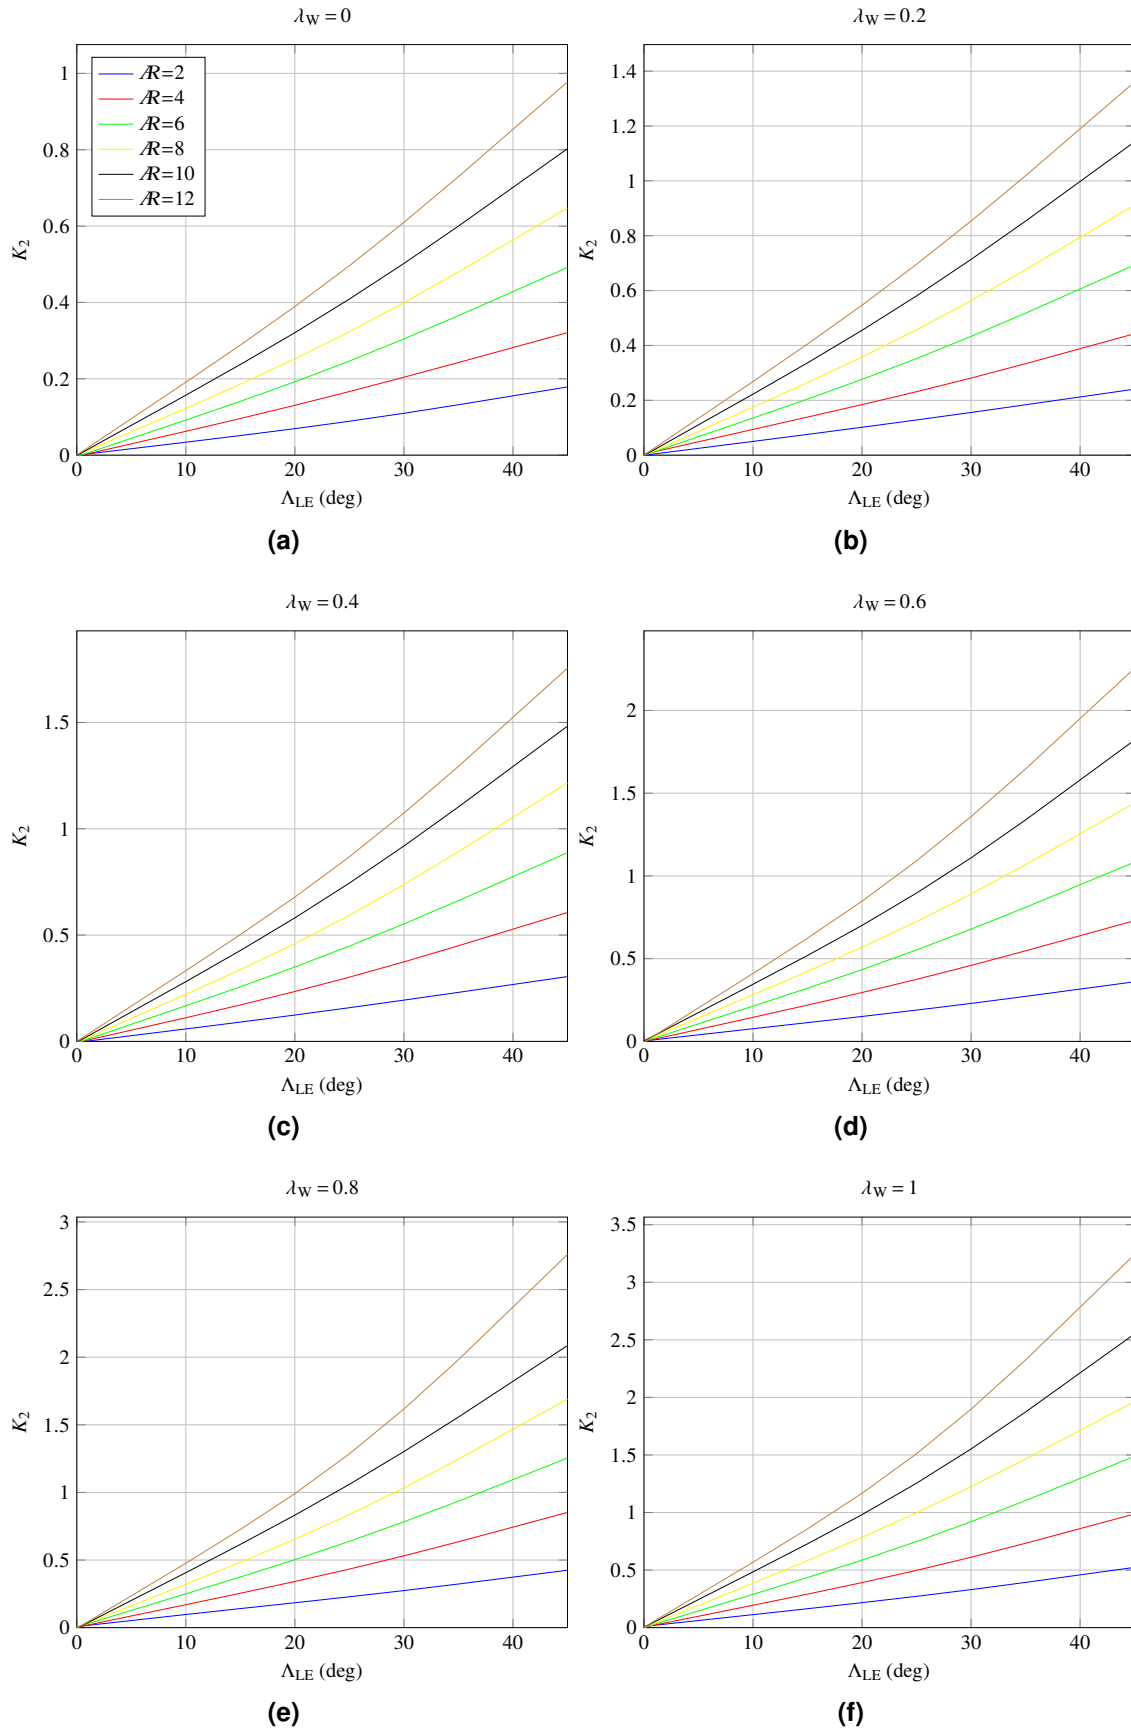 λW = 0
1
0.8
0.6
0.4
0.2
0
K2
Æ=2
Æ=4
Æ=6
Æ=8
Æ=10
Æ=12
0 10 20 30 40
ΛLE (deg)
(a)
λW = 0.2
1.4
1.2
1
0.8
0.6
0.4
0.2
0
K2
0 10 20 30 40
ΛLE (deg)
(b)
λW = 0.4
1.5
1
0.5
0
K2
0 10 20 30 40
ΛLE (deg)
(c)
λW = 0.6
2
1.5
1
0.5
0
K2
0 10 20 30 40
ΛLE (deg)
(d)
λW = 0.8
3
2.5
2
1.5
1
0.5
0
K2
0 10 20 30 40
ΛLE (deg)
(e)
λW = 1
3.5
3
2.5
2
1.5
1
0.5
0
K2
0 10 20 30 40
ΛLE (deg)
(f)